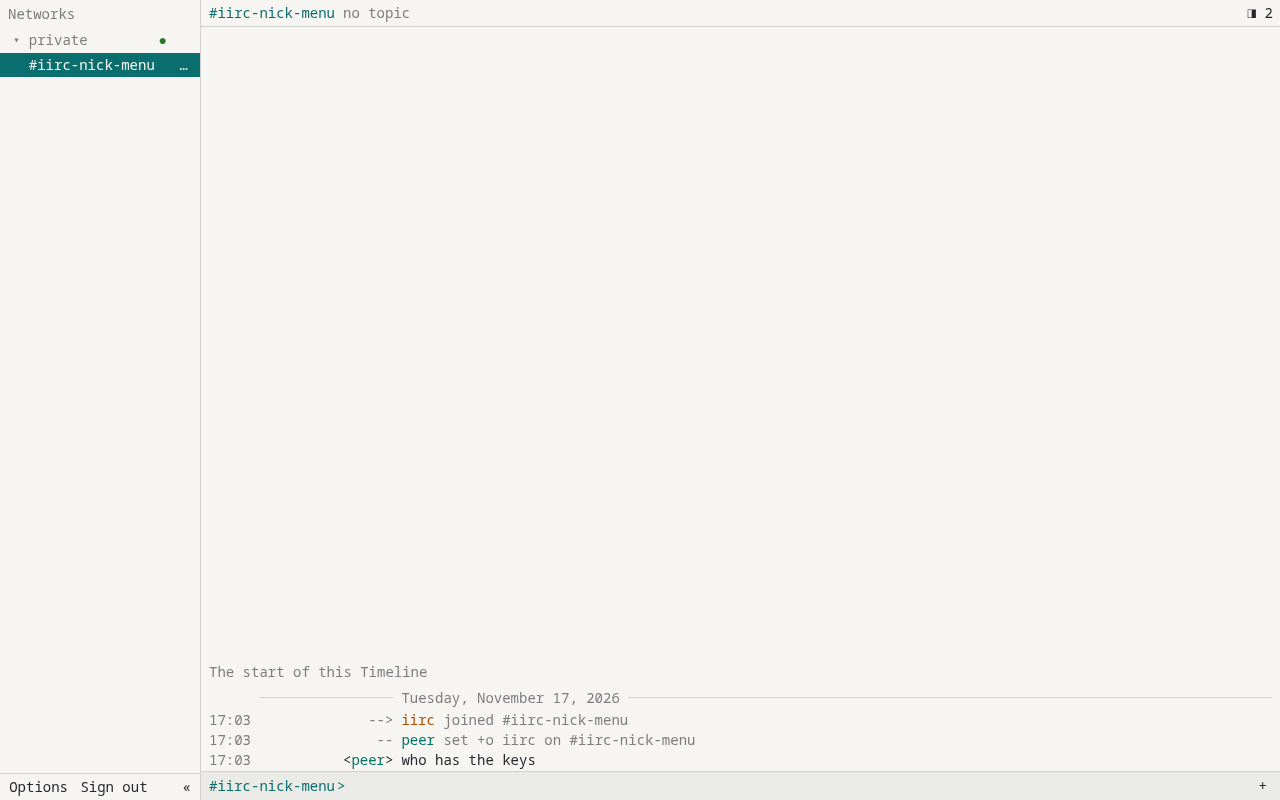 Networks
▾ private ●
#iirc-nick-menu …
Options Sign out «
#iirc-nick-menu no topic ◨ 2
The start of this Timeline
Tuesday, November 17, 2026
17:03 --> iirc joined #iirc-nick-menu
17:03 -- peer set +o iirc on #iirc-nick-menu
17:03 <peer> who has the keys
#iirc-nick-menu> +